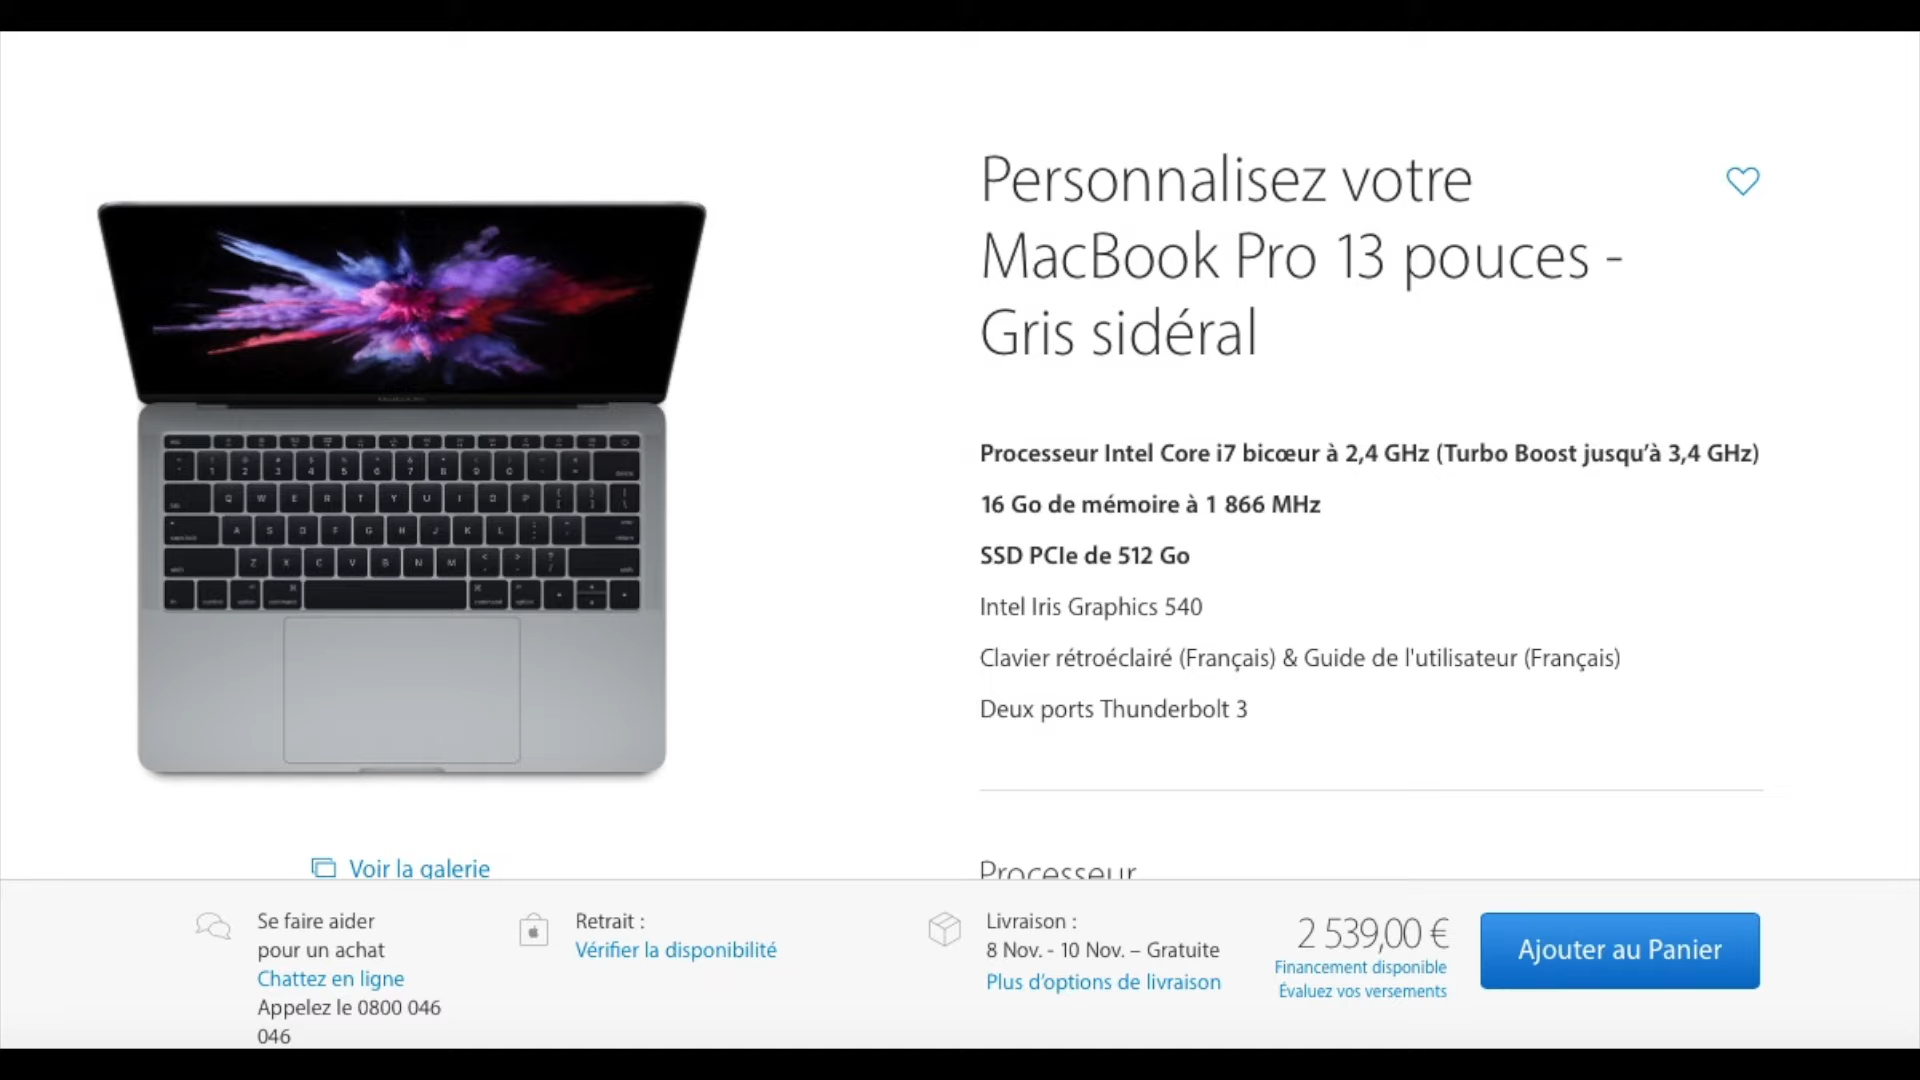 Personnalisez votre
MacBook Pro 13 pouces -
Gris sidéral
Processeur Intel Core i7 bicœur à 2,4 GHz (Turbo Boost jusqu’à 3,4 GHz)
16 Go de mémoire à 1 866 MHz
SSD PCIe de 512 Go
Intel Iris Graphics 540
Clavier rétroéclairé (Français) & Guide de l'utilisateur (Français)
Deux ports Thunderbolt 3
Voir la galerie
Processeur
Se faire aider
pour un achat
Chattez en ligne
Appelez le 0800 046
046
Retrait :
Vérifier la disponibilité
Livraison :
8 Nov. - 10 Nov. – Gratuite
Plus d’options de livraison
2 539,00 €
Financement disponible
Évaluez vos versements
Ajouter au Panier